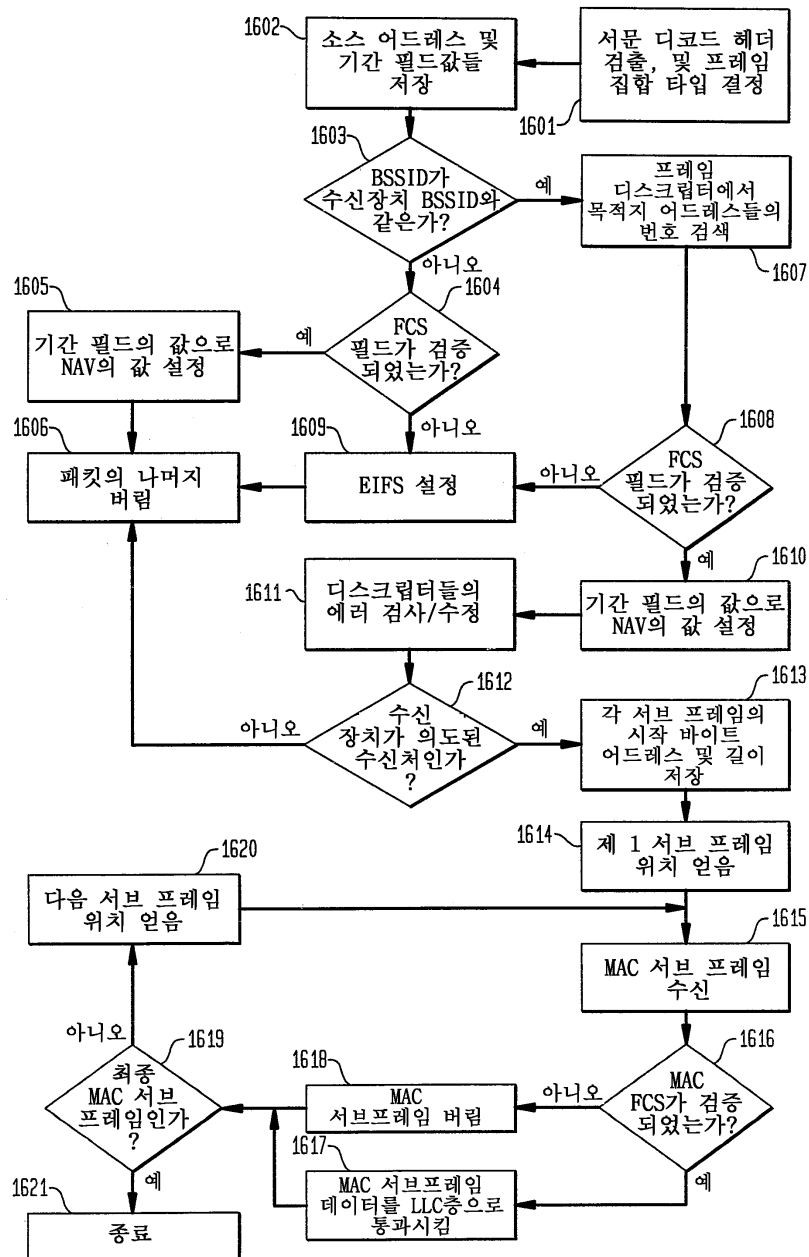 1602
소스 어드레스 및
기간 필드값들
저장
서문 디코드 헤더
검출, 및 프레임
집합 타입 결정
1601
1603
BSSID가
수신장치 BSSID와
같은가?
예
프레임
디스크립터에서
목적지 어드레스들의
번호 검색
1607
아니오
1605
기간 필드의 값으로
NAV의 값 설정
예
1604
FCS
필드가 검증
되었는가?
아니오
1606
패킷의 나머지
버림
1609
EIFS 설정
아니오
1608
FCS
필드가 검증
되었는가?
예
1611
디스크립터들의
에러 검사/수정
1610
기간 필드의 값으로
NAV의 값 설정
아니오
1612
수신
장치가 의도된
수신처인가
?
예
1613
각 서브 프레임의
시작 바이트
어드레스 및 길이
저장
1614
제 1 서브 프레임
위치 얻음
1620
다음 서브 프레임
위치 얻음
1615
MAC 서브 프레임
수신
아니오
1619
최종
MAC 서브
프레임인가
?
예
1618
MAC
서브프레임 버림
아니오
1616
MAC
FCS가 검증
되었는가?
예
1617
MAC 서브프레임
데이터를 LLC층으로
통과시킴
1621
종료